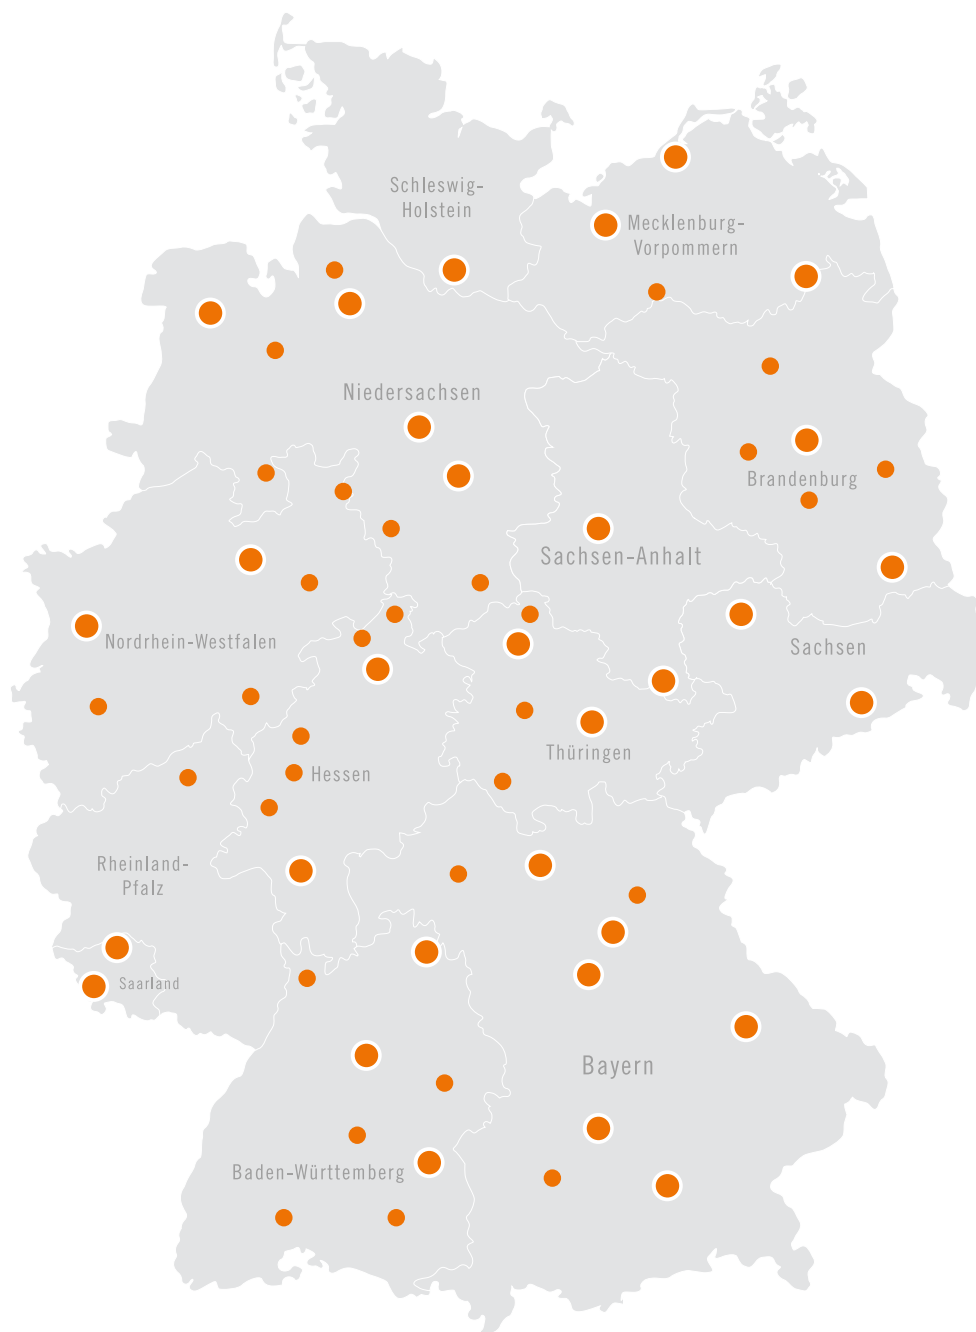 Schleswig-
Holstein
Mecklenburg-
Vorpommern
Niedersachsen
Brandenburg
Sachsen-Anhalt
Nordrhein-Westfalen
Sachsen
Thüringen
Hessen
Rheinland-
Pfalz
Saarland
Bayern
Baden-Württemberg